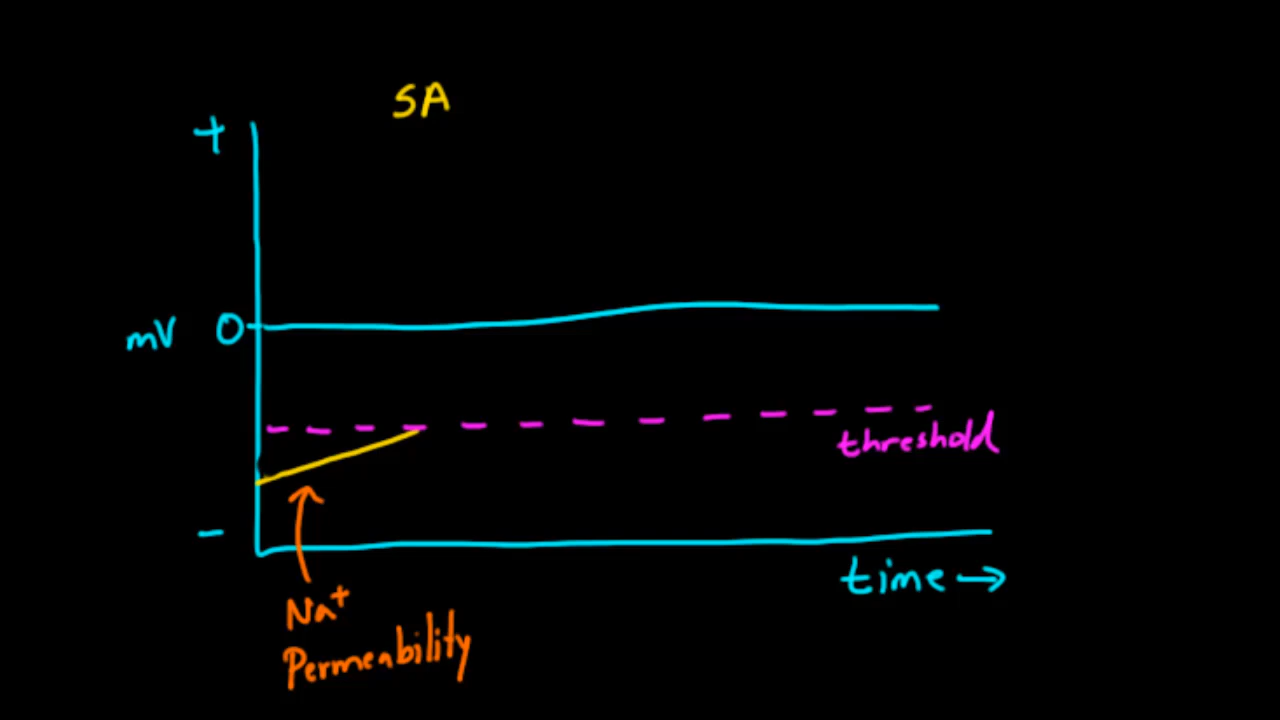 SA
+
mV 0
threshold
-
time →
Na+
Permeability